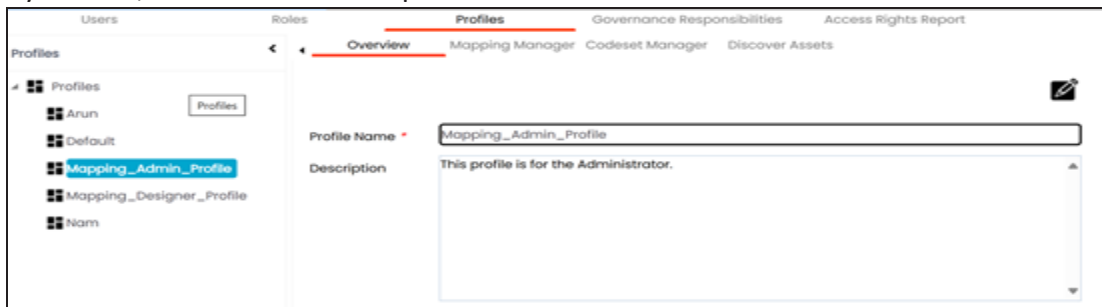 Users Roles Profiles Governance Responsibilities Access Rights Report
Profiles
Overview Mapping Manager Codeset Manager Discover Assets
Profiles
Profiles
Arun
Default
Mapping_Admin_Profile
Mapping_Designer_Profile
Nam
Profile Name *
Mapping_Admin_Profile
Description
This profile is for the Administrator.